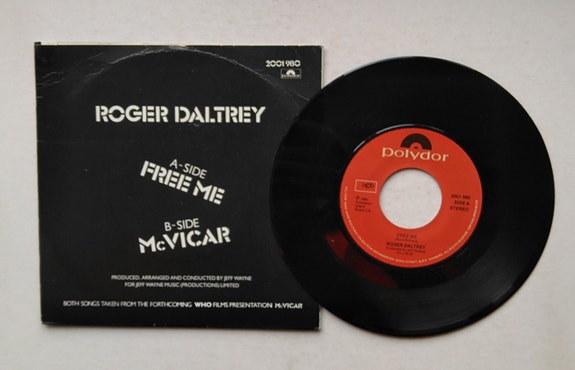 2001 980
ROGER DALTREY
A-SIDE
FREE ME
B-SIDE
McVICAR
PRODUCED, ARRANGED AND CONDUCTED BY JEFF WAYNE
FOR JEFF WAYNE MUSIC (PRODUCTIONS) LIMITED
BOTH SONGS TAKEN FROM THE FORTHCOMING WHO FILMS PRESENTATION McVICAR
polydor
2001 980
SIDE A
STEREO
FREE ME
ROGER DALTREY